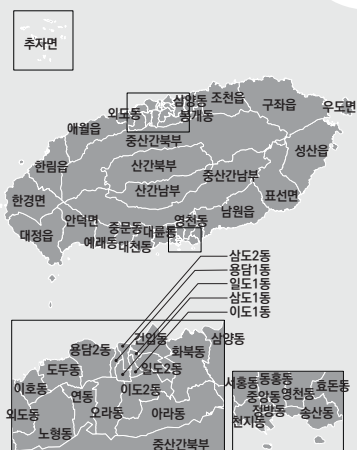 추자면
삼양동
조천읍
구좌읍
우도면
외도동
봉개동
애월읍
중산간북부
성산읍
한림읍
산간북부
중산간남부
산간남부
표선면
한경면
남원읍
대정읍
안덕면
중문동
대륜동
영천동
예래동
대천동
삼도2동
용담1동
일도1동
삼도1동
이도1동
건입동
삼양동
용담2동
화북동
도두동
일도2동
이호동
연동
이도2동
외도동
오라동
아라동
노형동
중산간북부
서홍동
동홍동
효돈동
중앙동
영천동
정방동
송산동
천지동